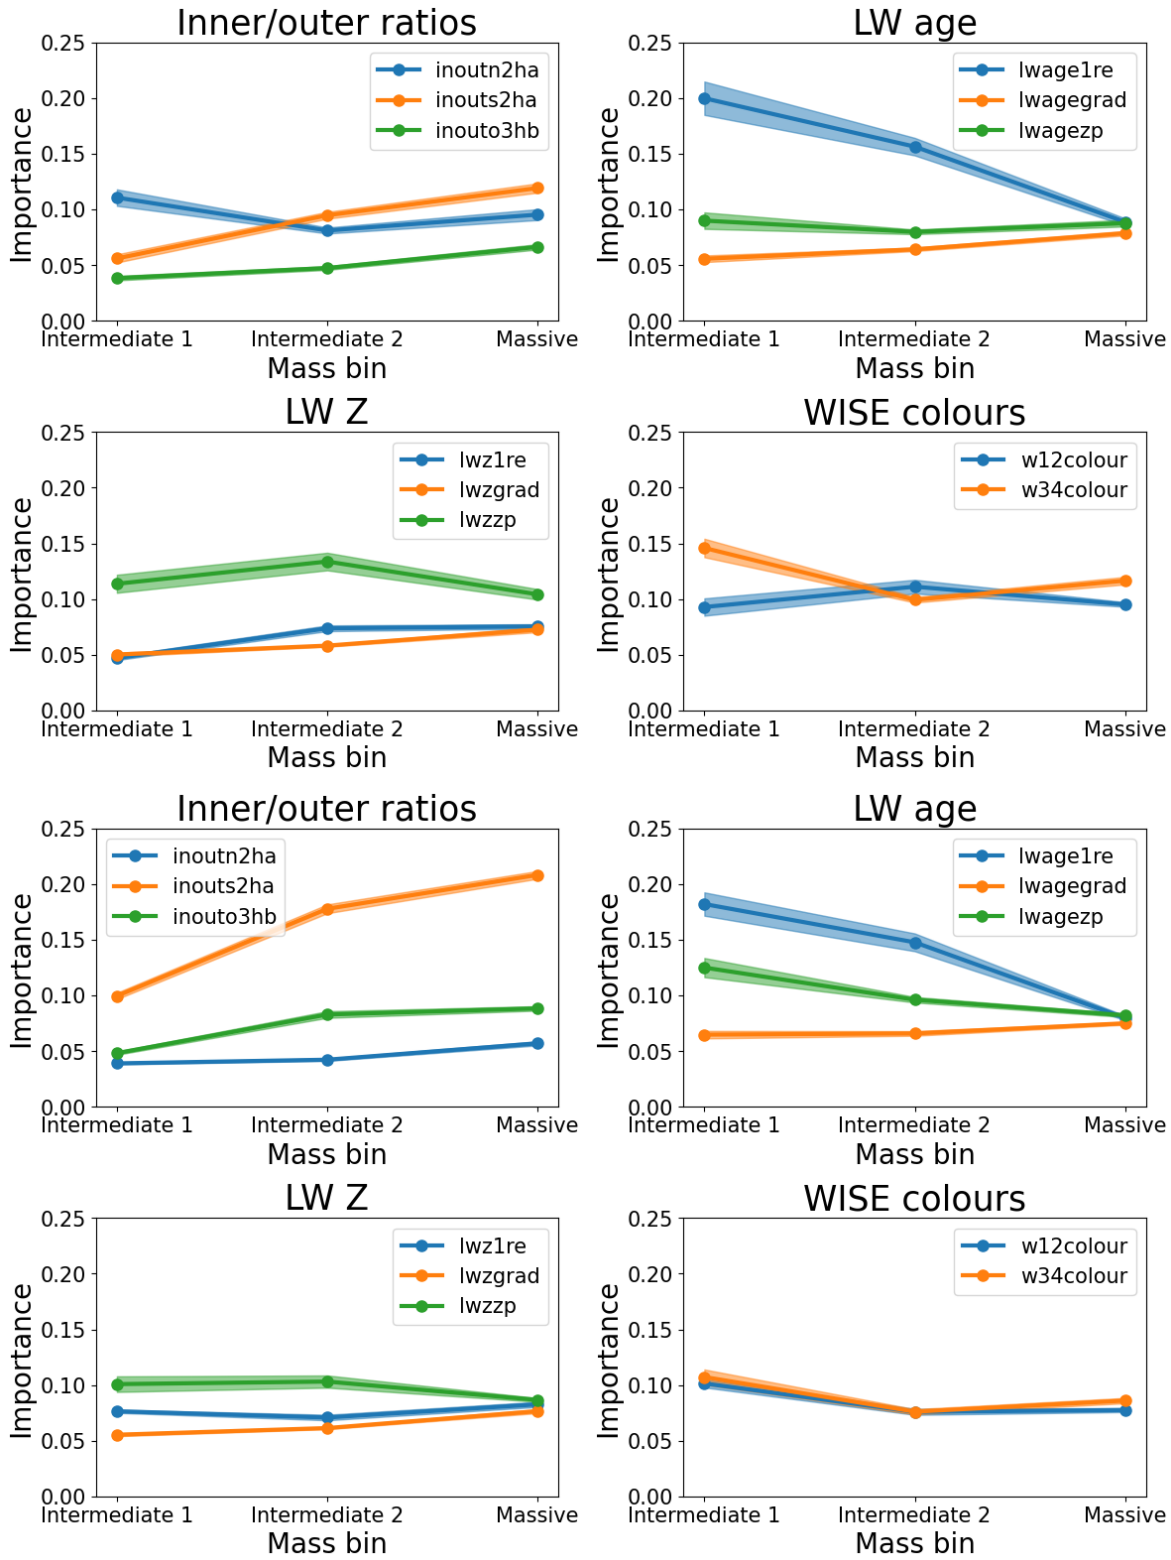 Inner/outer ratios
0.25
0.20
0.15
0.10
0.05
0.00
Importance
inoutn2ha
inouts2ha
inouto3hb
Intermediate 1 Intermediate 2 Massive
Mass bin
LW age
0.25
0.20
0.15
0.10
0.05
0.00
Importance
lwage1re
lwagegrad
lwagezp
Intermediate 1 Intermediate 2 Massive
Mass bin
LW Z
0.25
0.20
0.15
0.10
0.05
0.00
Importance
lwz1re
lwzgrad
lwzzp
Intermediate 1 Intermediate 2 Massive
Mass bin
WISE colours
0.25
0.20
0.15
0.10
0.05
0.00
Importance
w12colour
w34colour
Intermediate 1 Intermediate 2 Massive
Mass bin
Inner/outer ratios
0.25
0.20
0.15
0.10
0.05
0.00
Importance
inoutn2ha
inouts2ha
inouto3hb
Intermediate 1 Intermediate 2 Massive
Mass bin
LW age
0.25
0.20
0.15
0.10
0.05
0.00
Importance
lwage1re
lwagegrad
lwagezp
Intermediate 1 Intermediate 2 Massive
Mass bin
LW Z
0.25
0.20
0.15
0.10
0.05
0.00
Importance
lwz1re
lwzgrad
lwzzp
Intermediate 1 Intermediate 2 Massive
Mass bin
WISE colours
0.25
0.20
0.15
0.10
0.05
0.00
Importance
w12colour
w34colour
Intermediate 1 Intermediate 2 Massive
Mass bin